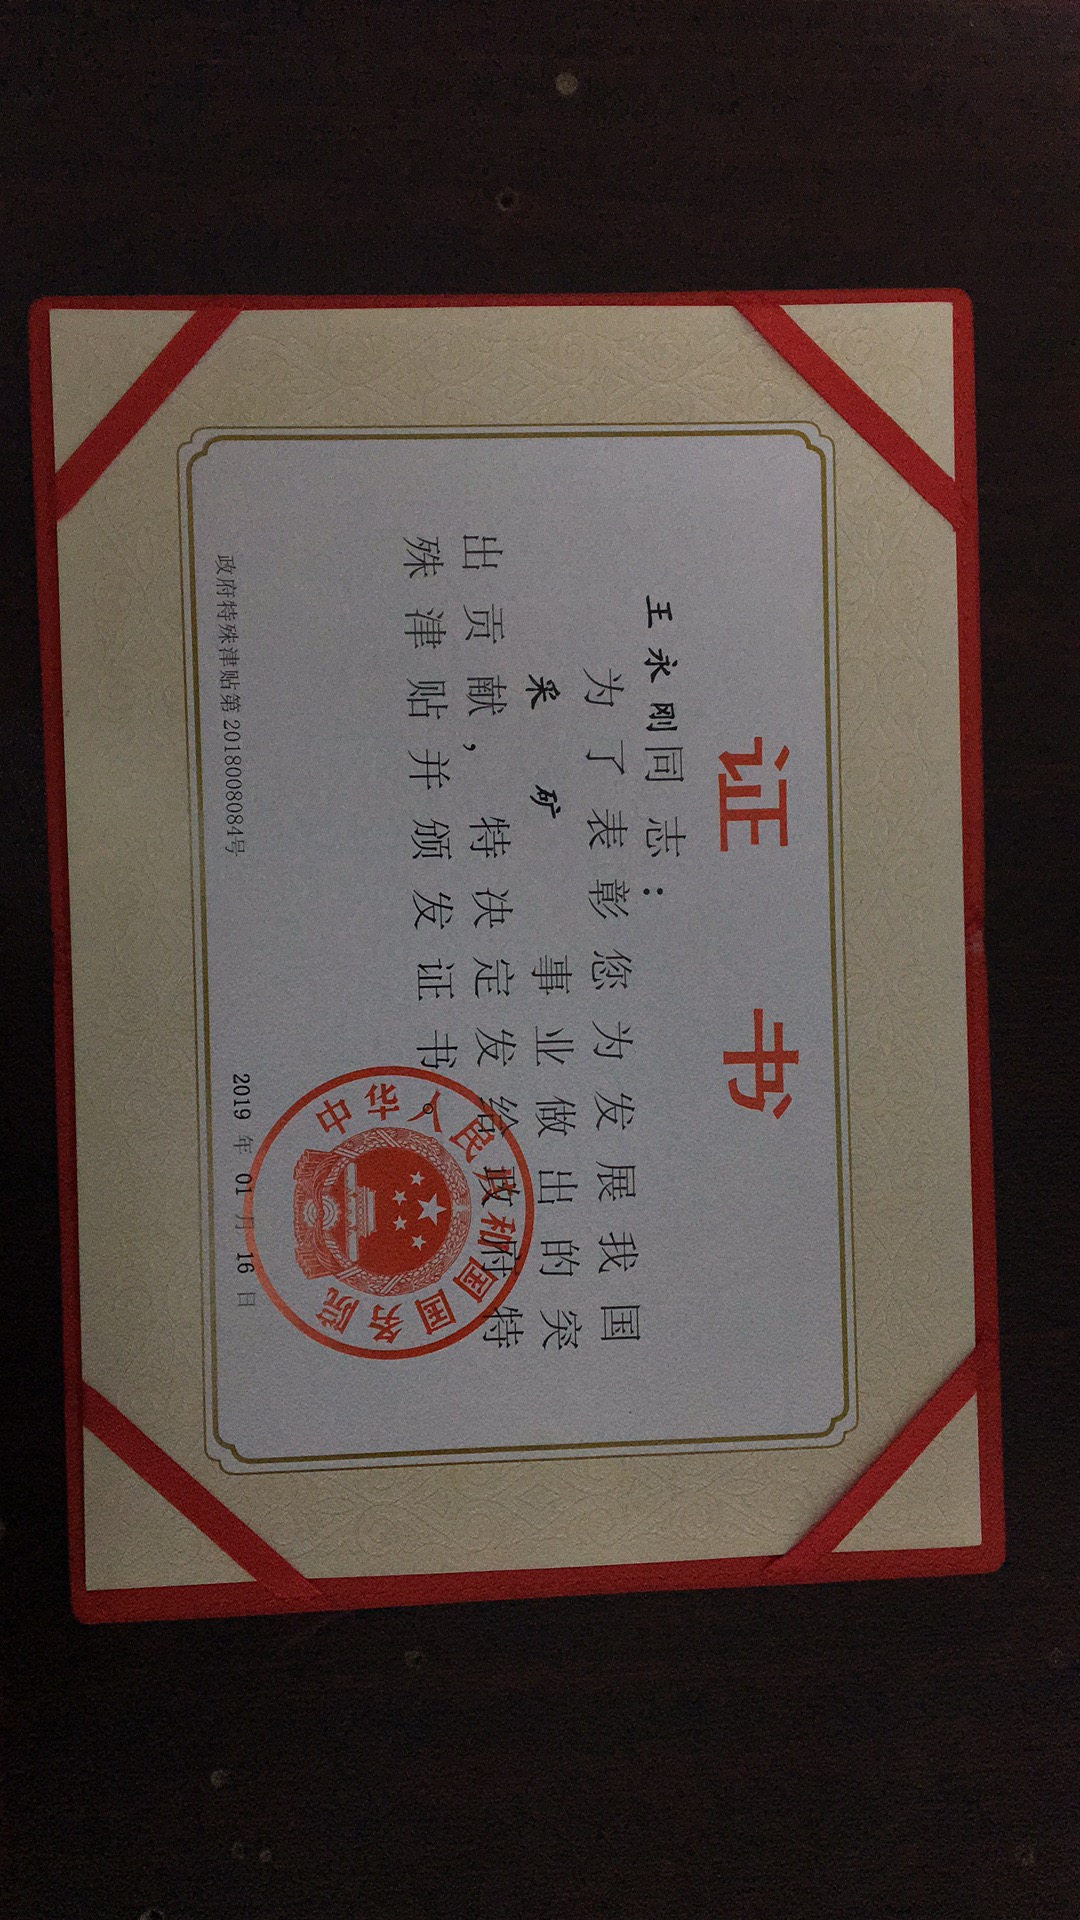 证 书
王永刚同志：
为了表彰您为发展我国
采 矿 事业做出的突
出贡献，特决定发给政府特
殊津贴并颁发证书。
中华人民共和国国务院
政府特殊津贴第2018008084号
2019 年 01 月 16 日